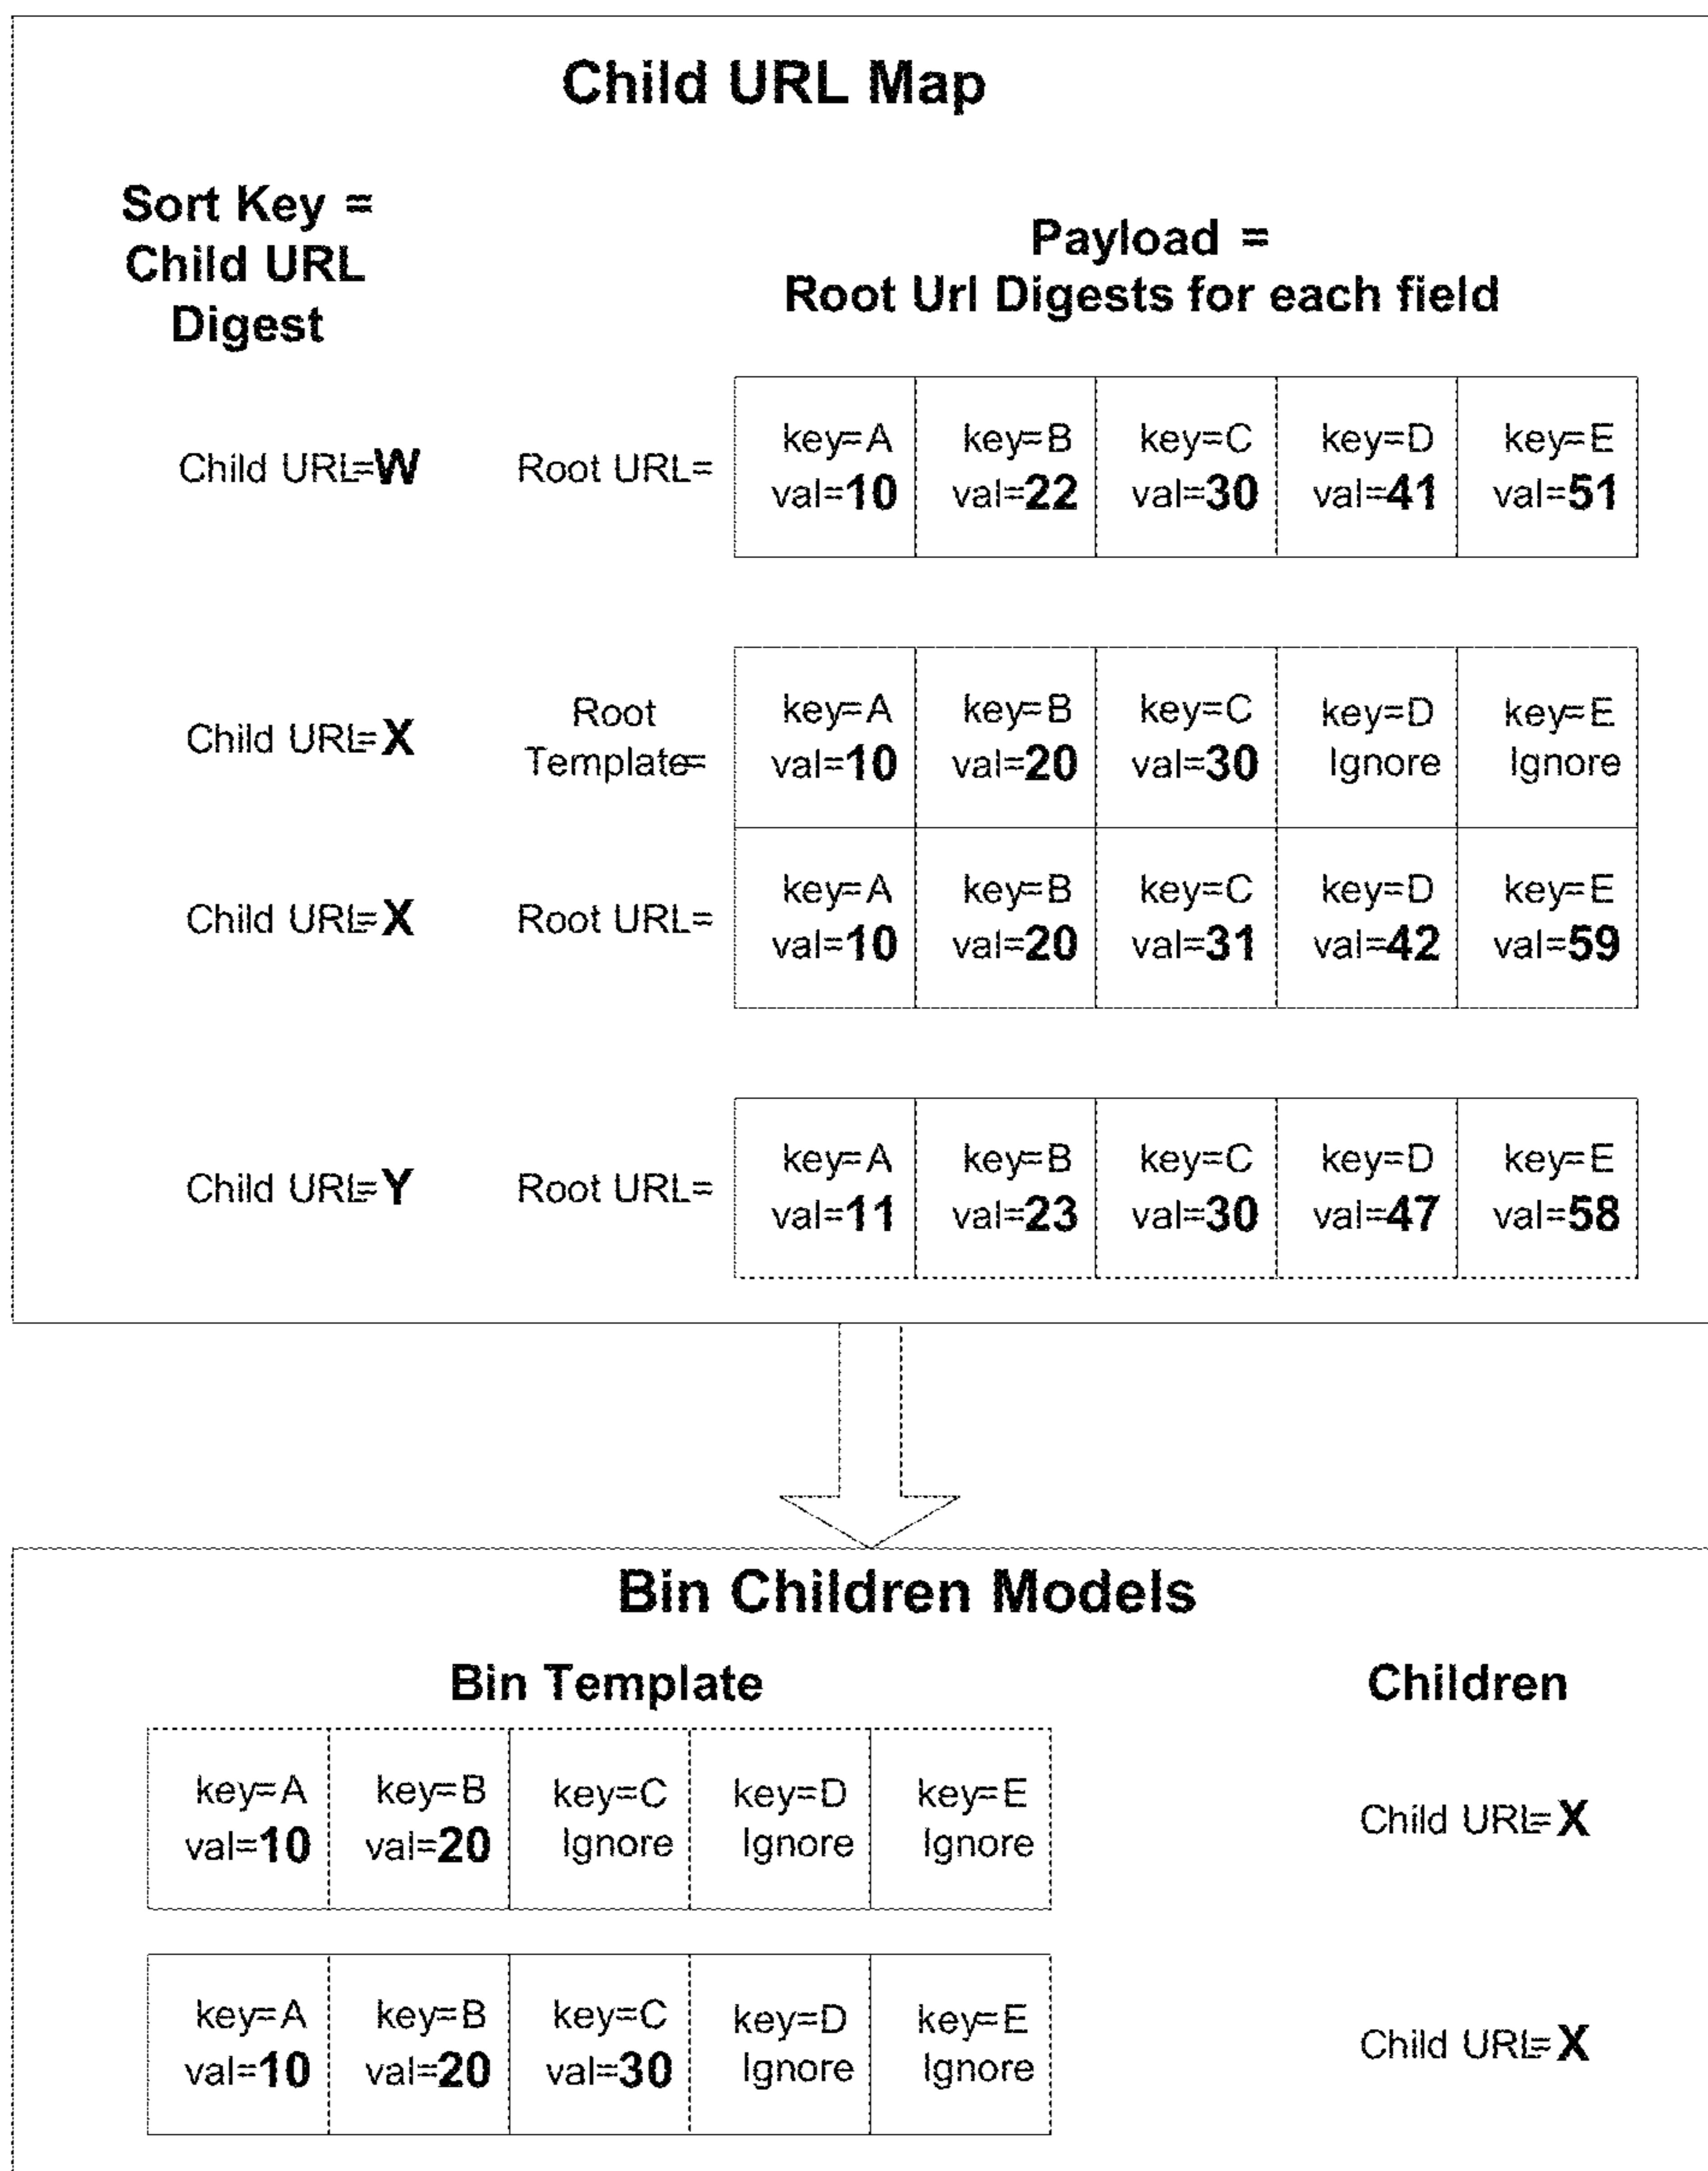 Child URL Map
Sort Key =
Child URL
Digest
Payload =
Root Url Digests for each field
Child URL=W
Root URL=
key=A key=B key=C key=D key=E
val=10 val=22 val=30 val=41 val=51
Child URL=X
Root
Template=
key=A key=B key=C key=D key=E
val=10 val=20 val=30 Ignore Ignore
Child URL=X
Root URL=
key=A key=B key=C key=D key=E
val=10 val=20 val=31 val=42 val=59
Child URL=Y
Root URL=
key=A key=B key=C key=D key=E
val=11 val=23 val=30 val=47 val=58
Bin Children Models
Bin Template
Children
key=A key=B key=C key=D key=E
val=10 val=20 Ignore Ignore Ignore
Child URL=X
key=A key=B key=C key=D key=E
val=10 val=20 val=30 Ignore Ignore
Child URL=X